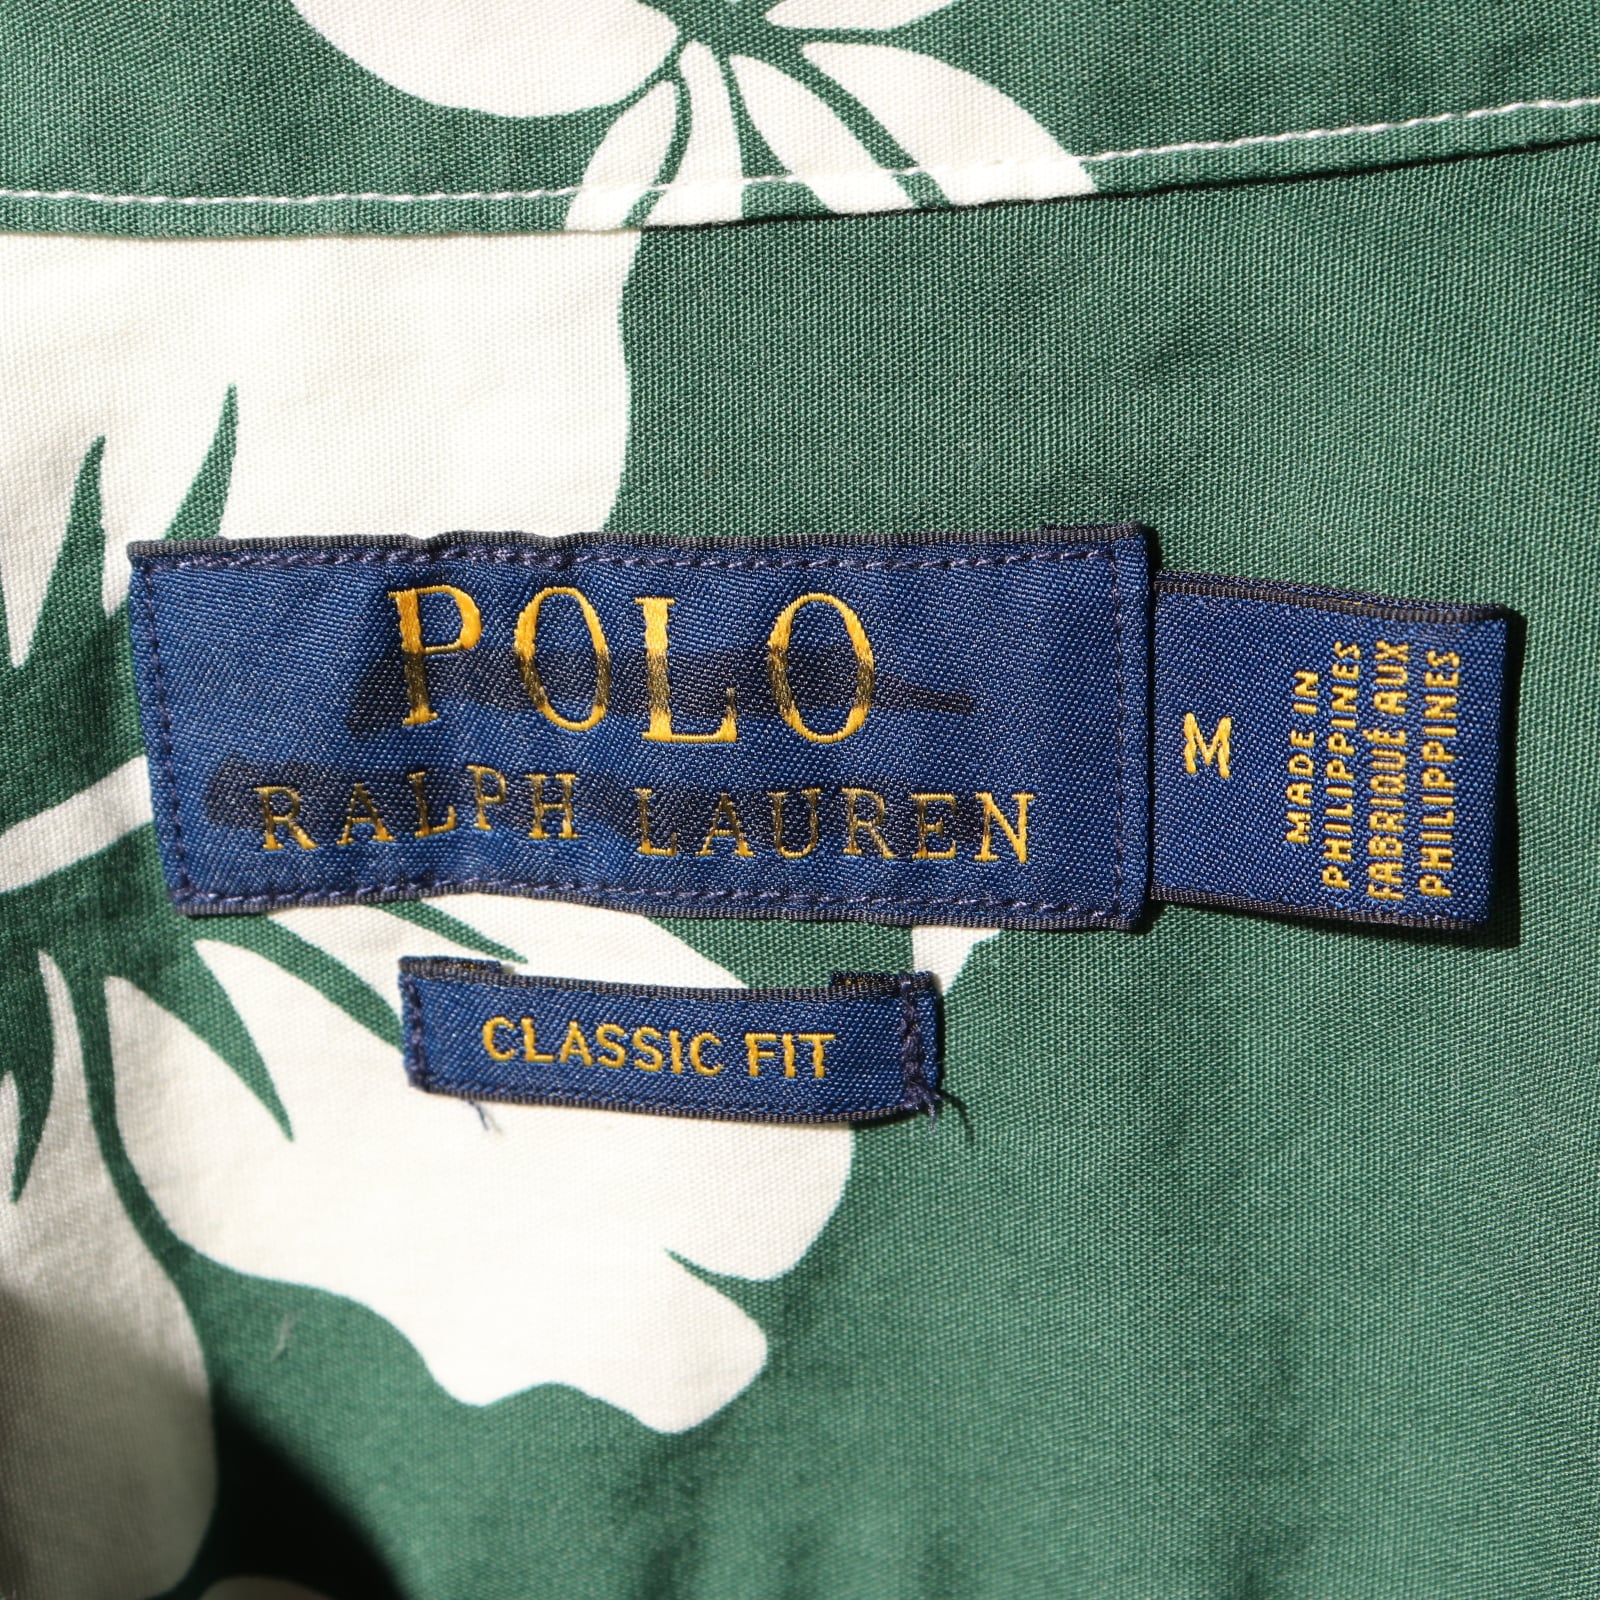 POLO
RALPH LAUREN
M
MADE IN
PHILIPPINES
FABRIQUÉ AUX
PHILIPPINES
CLASSIC FIT